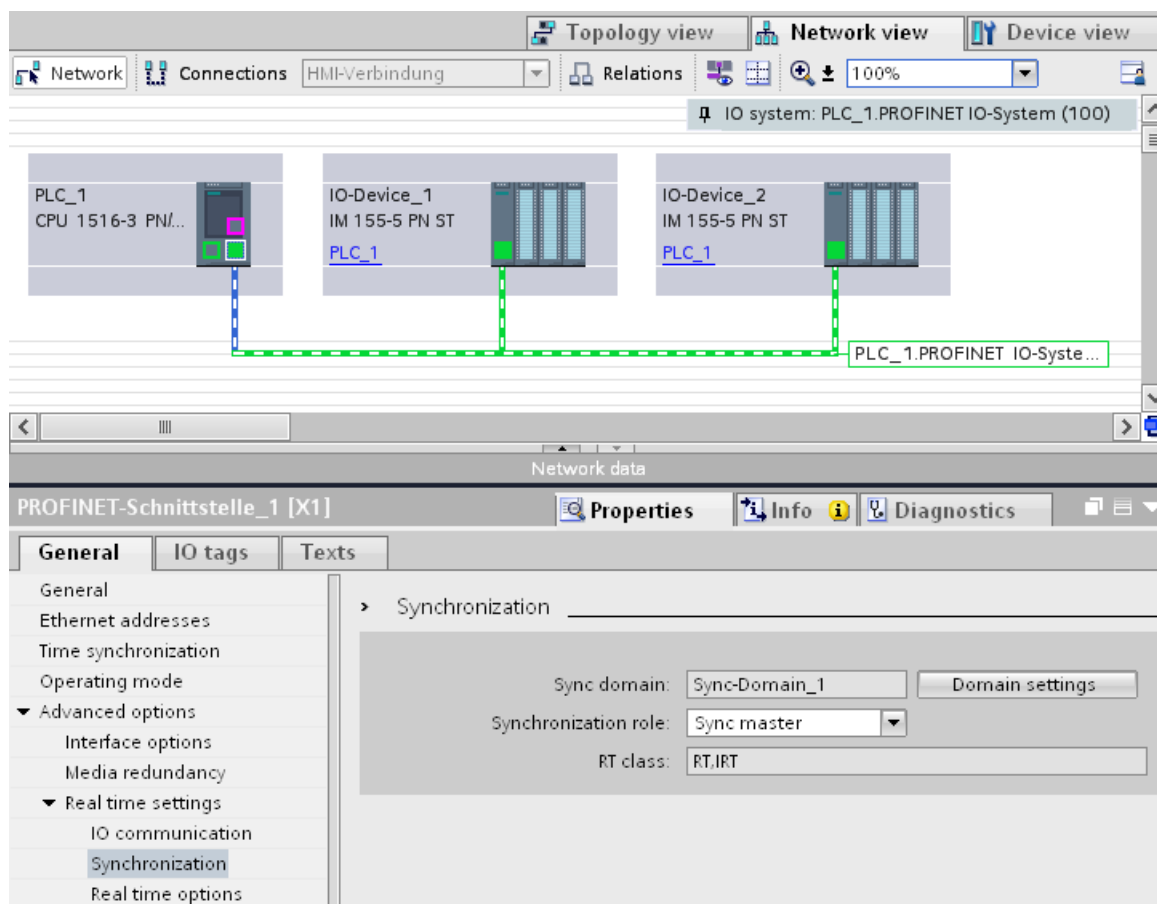 Topology view
Network view
Device view
Network
Connections
HMI-Verbindung
Relations
100%
IO system: PLC_1.PROFINET IO-System (100)
PLC_1
CPU 1516-3 PN/...
IO-Device_1
IM 155-5 PN ST
PLC_1
IO-Device_2
IM 155-5 PN ST
PLC_1
PLC_1.PROFINET IO-Syste...
Network data
PROFINET-Schnittstelle_1 [X1]
Properties
Info
Diagnostics
General
IO tags
Texts
General
Ethernet addresses
Time synchronization
Operating mode
Advanced options
Interface options
Media redundancy
Real time settings
IO communication
Synchronization
Real time options
Synchronization
Sync domain: Sync-Domain_1 Domain settings
Synchronization role: Sync master
RT class: RT,IRT